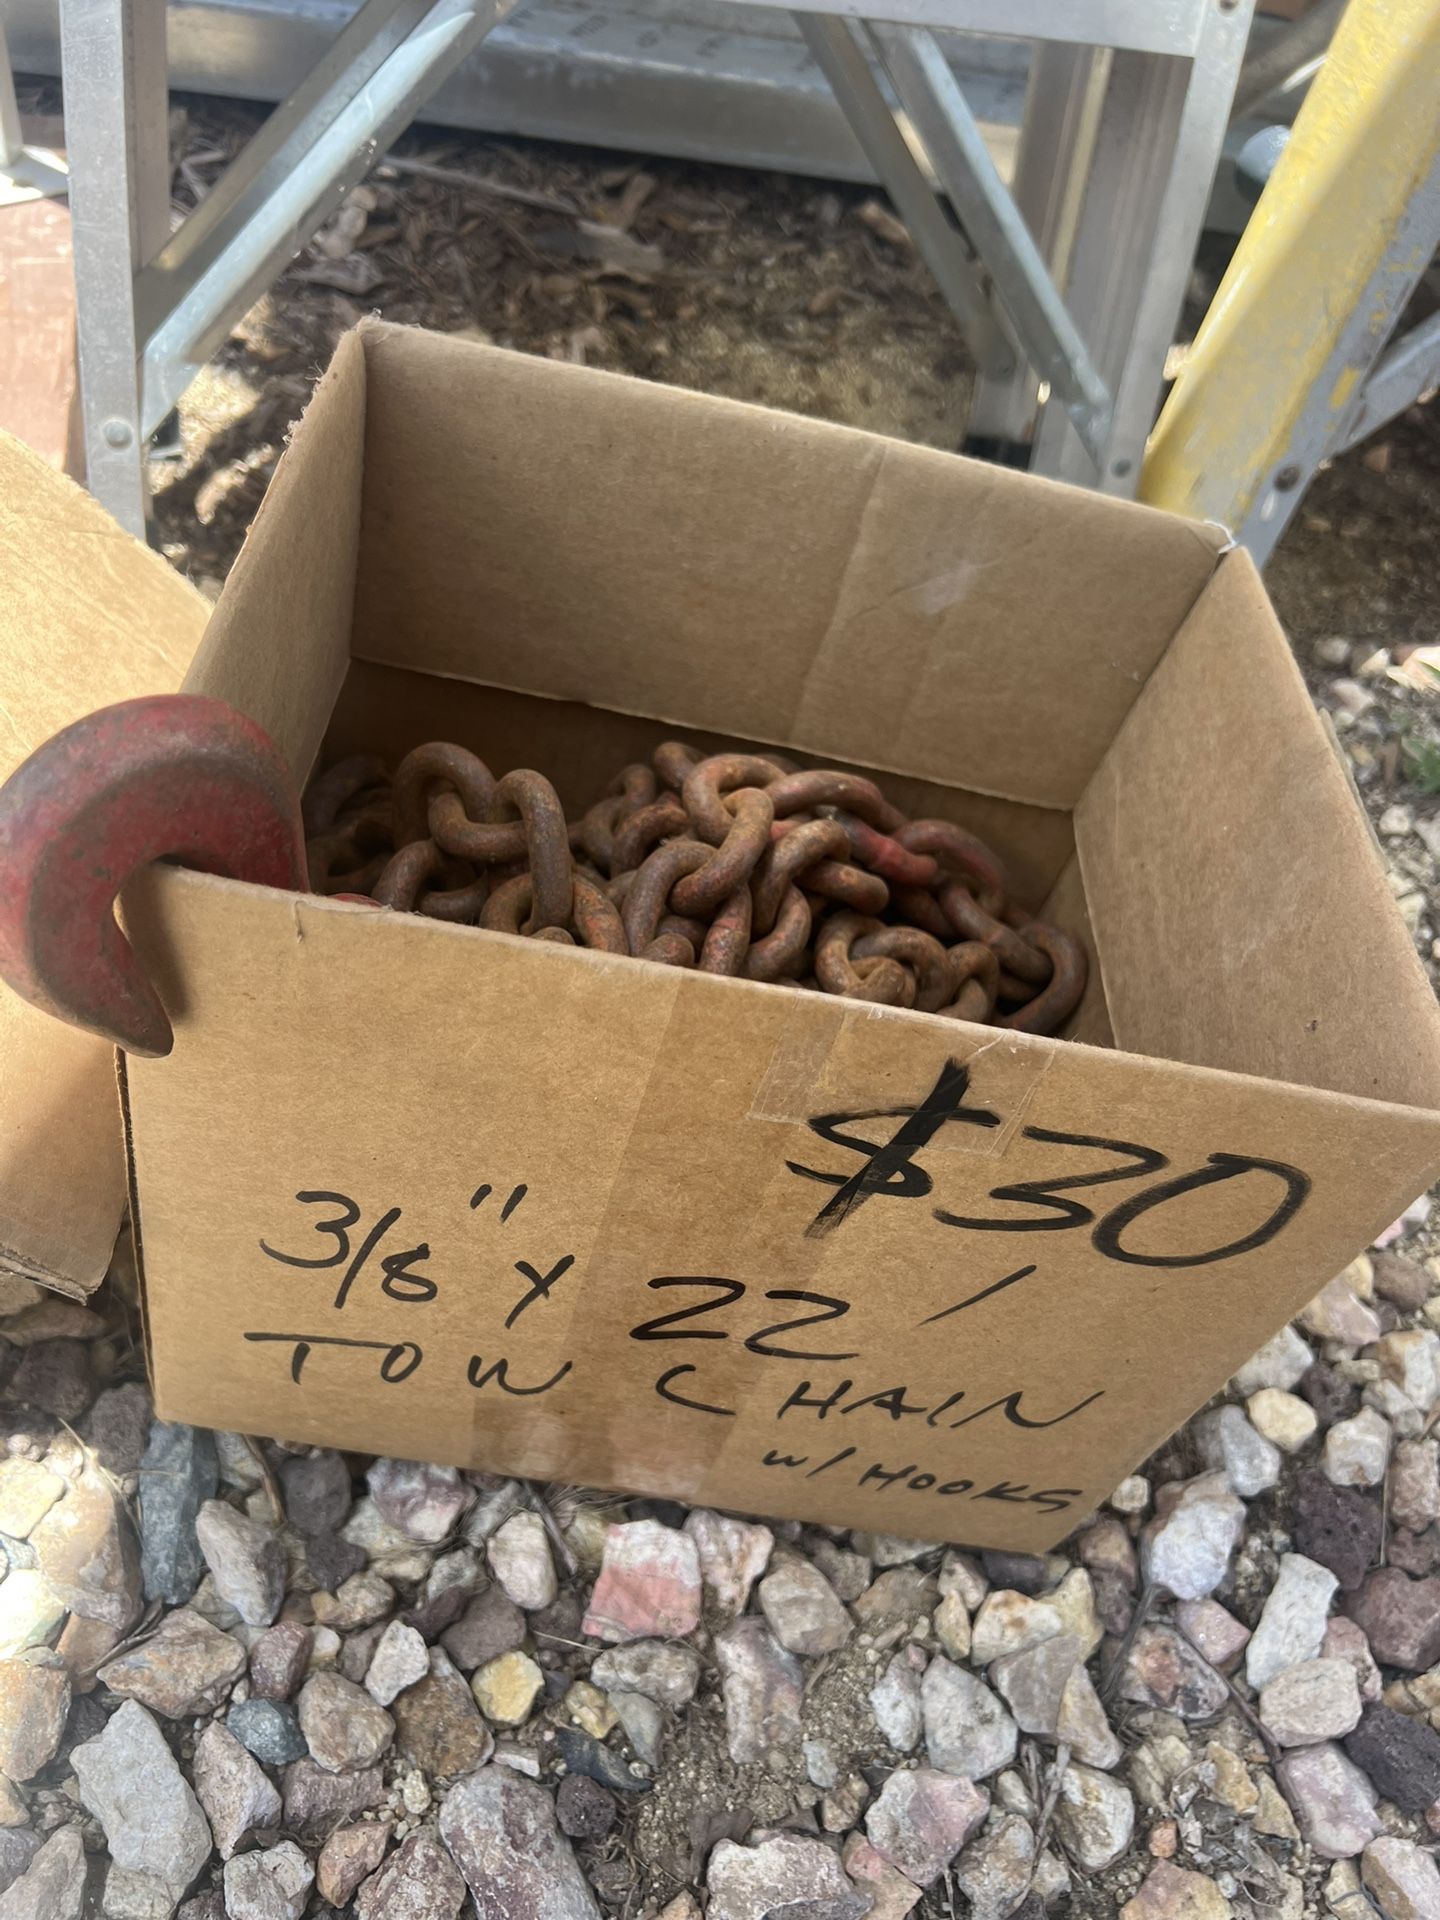 $30
3/8" x 22'
TOW CHAIN
w/ HOOKS